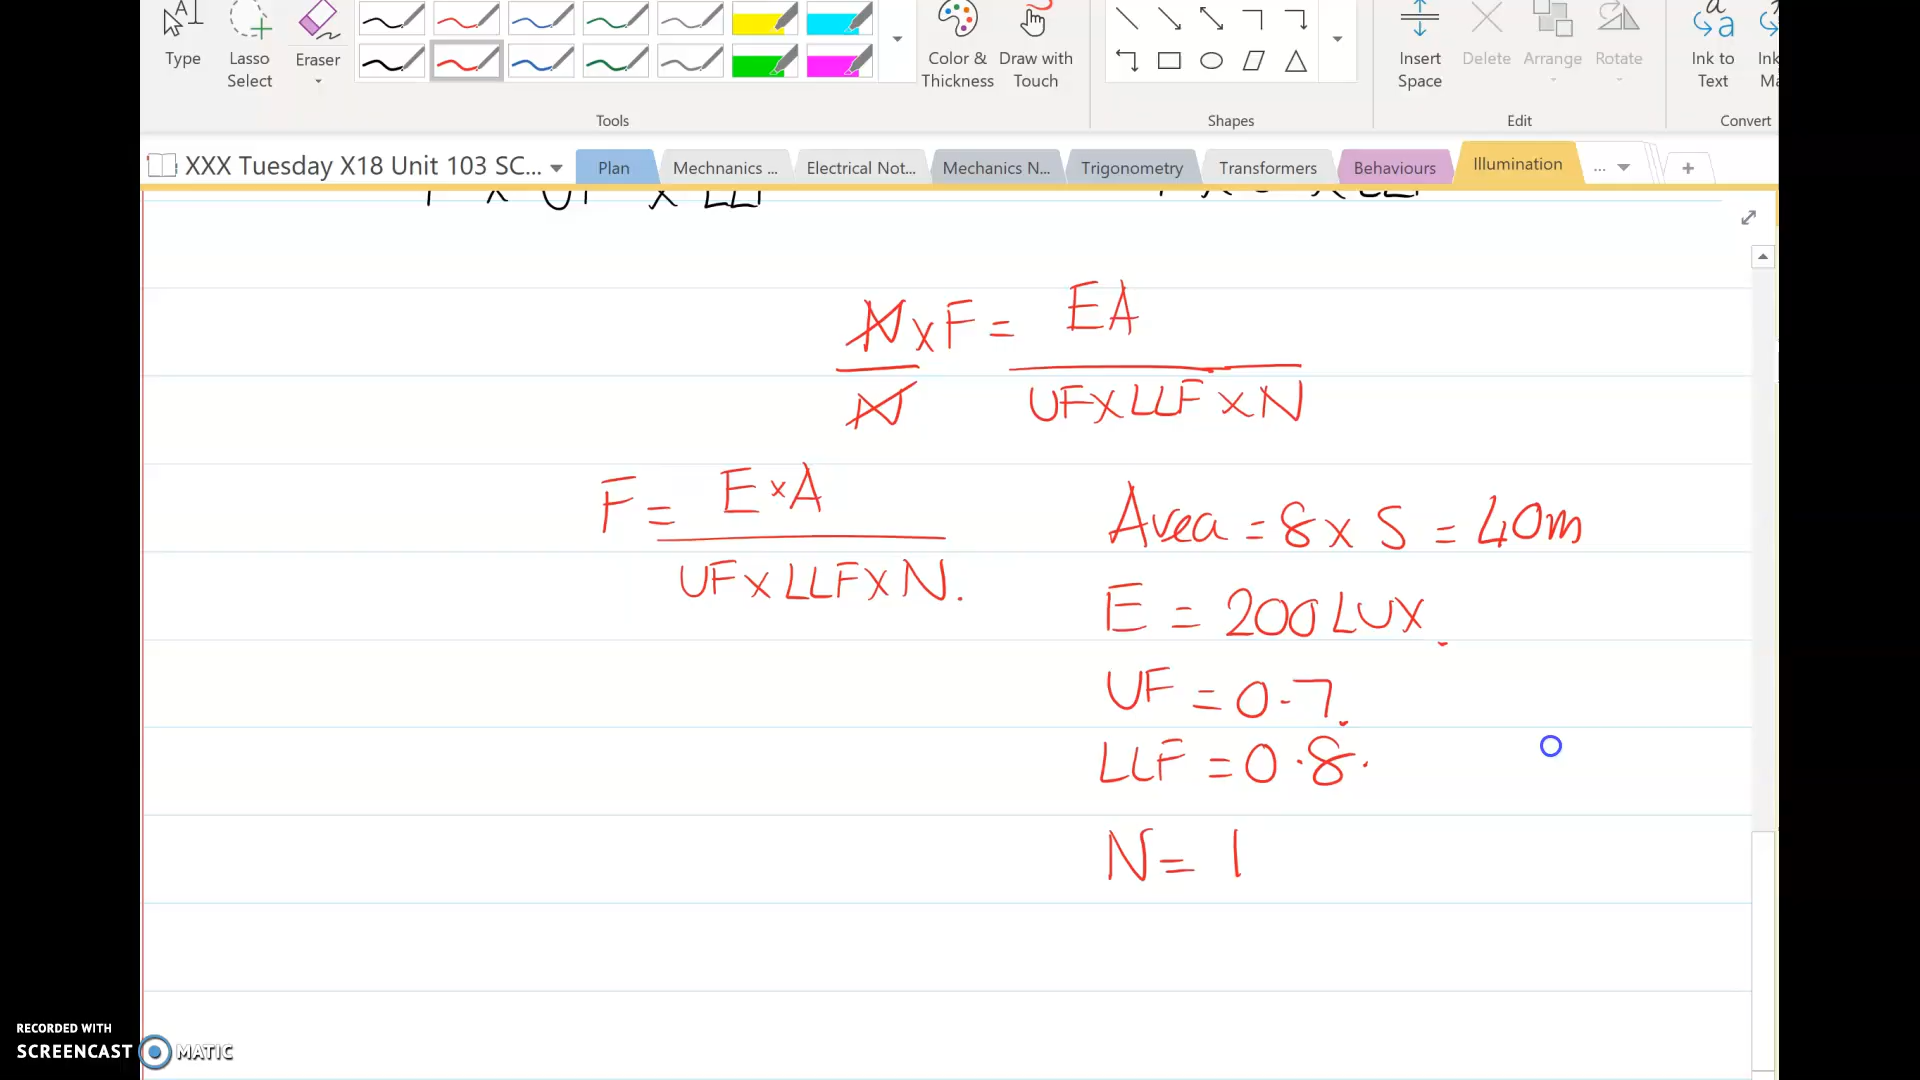 Type
Lasso Select
Eraser
Color & Thickness
Draw with Touch
Insert Space
Delete
Arrange
Rotate
Ink to Text
Tools
Shapes
Edit
Convert
XXX Tuesday X18 Unit 103 SC...
Plan
Mechnanics ...
Electrical Not...
Mechanics N...
Trigonometry
Transformers
Behaviours
Illumination
...
+
F x UF x LLF
N x F = EA
N UF x LLF x N
F = E x A
UF x LLF x N.
Area = 8 x 5 = 40m
E = 200 LUX.
UF = 0.7.
LLF = 0.8.
N = 1
RECORDED WITH
SCREENCAST MATIC